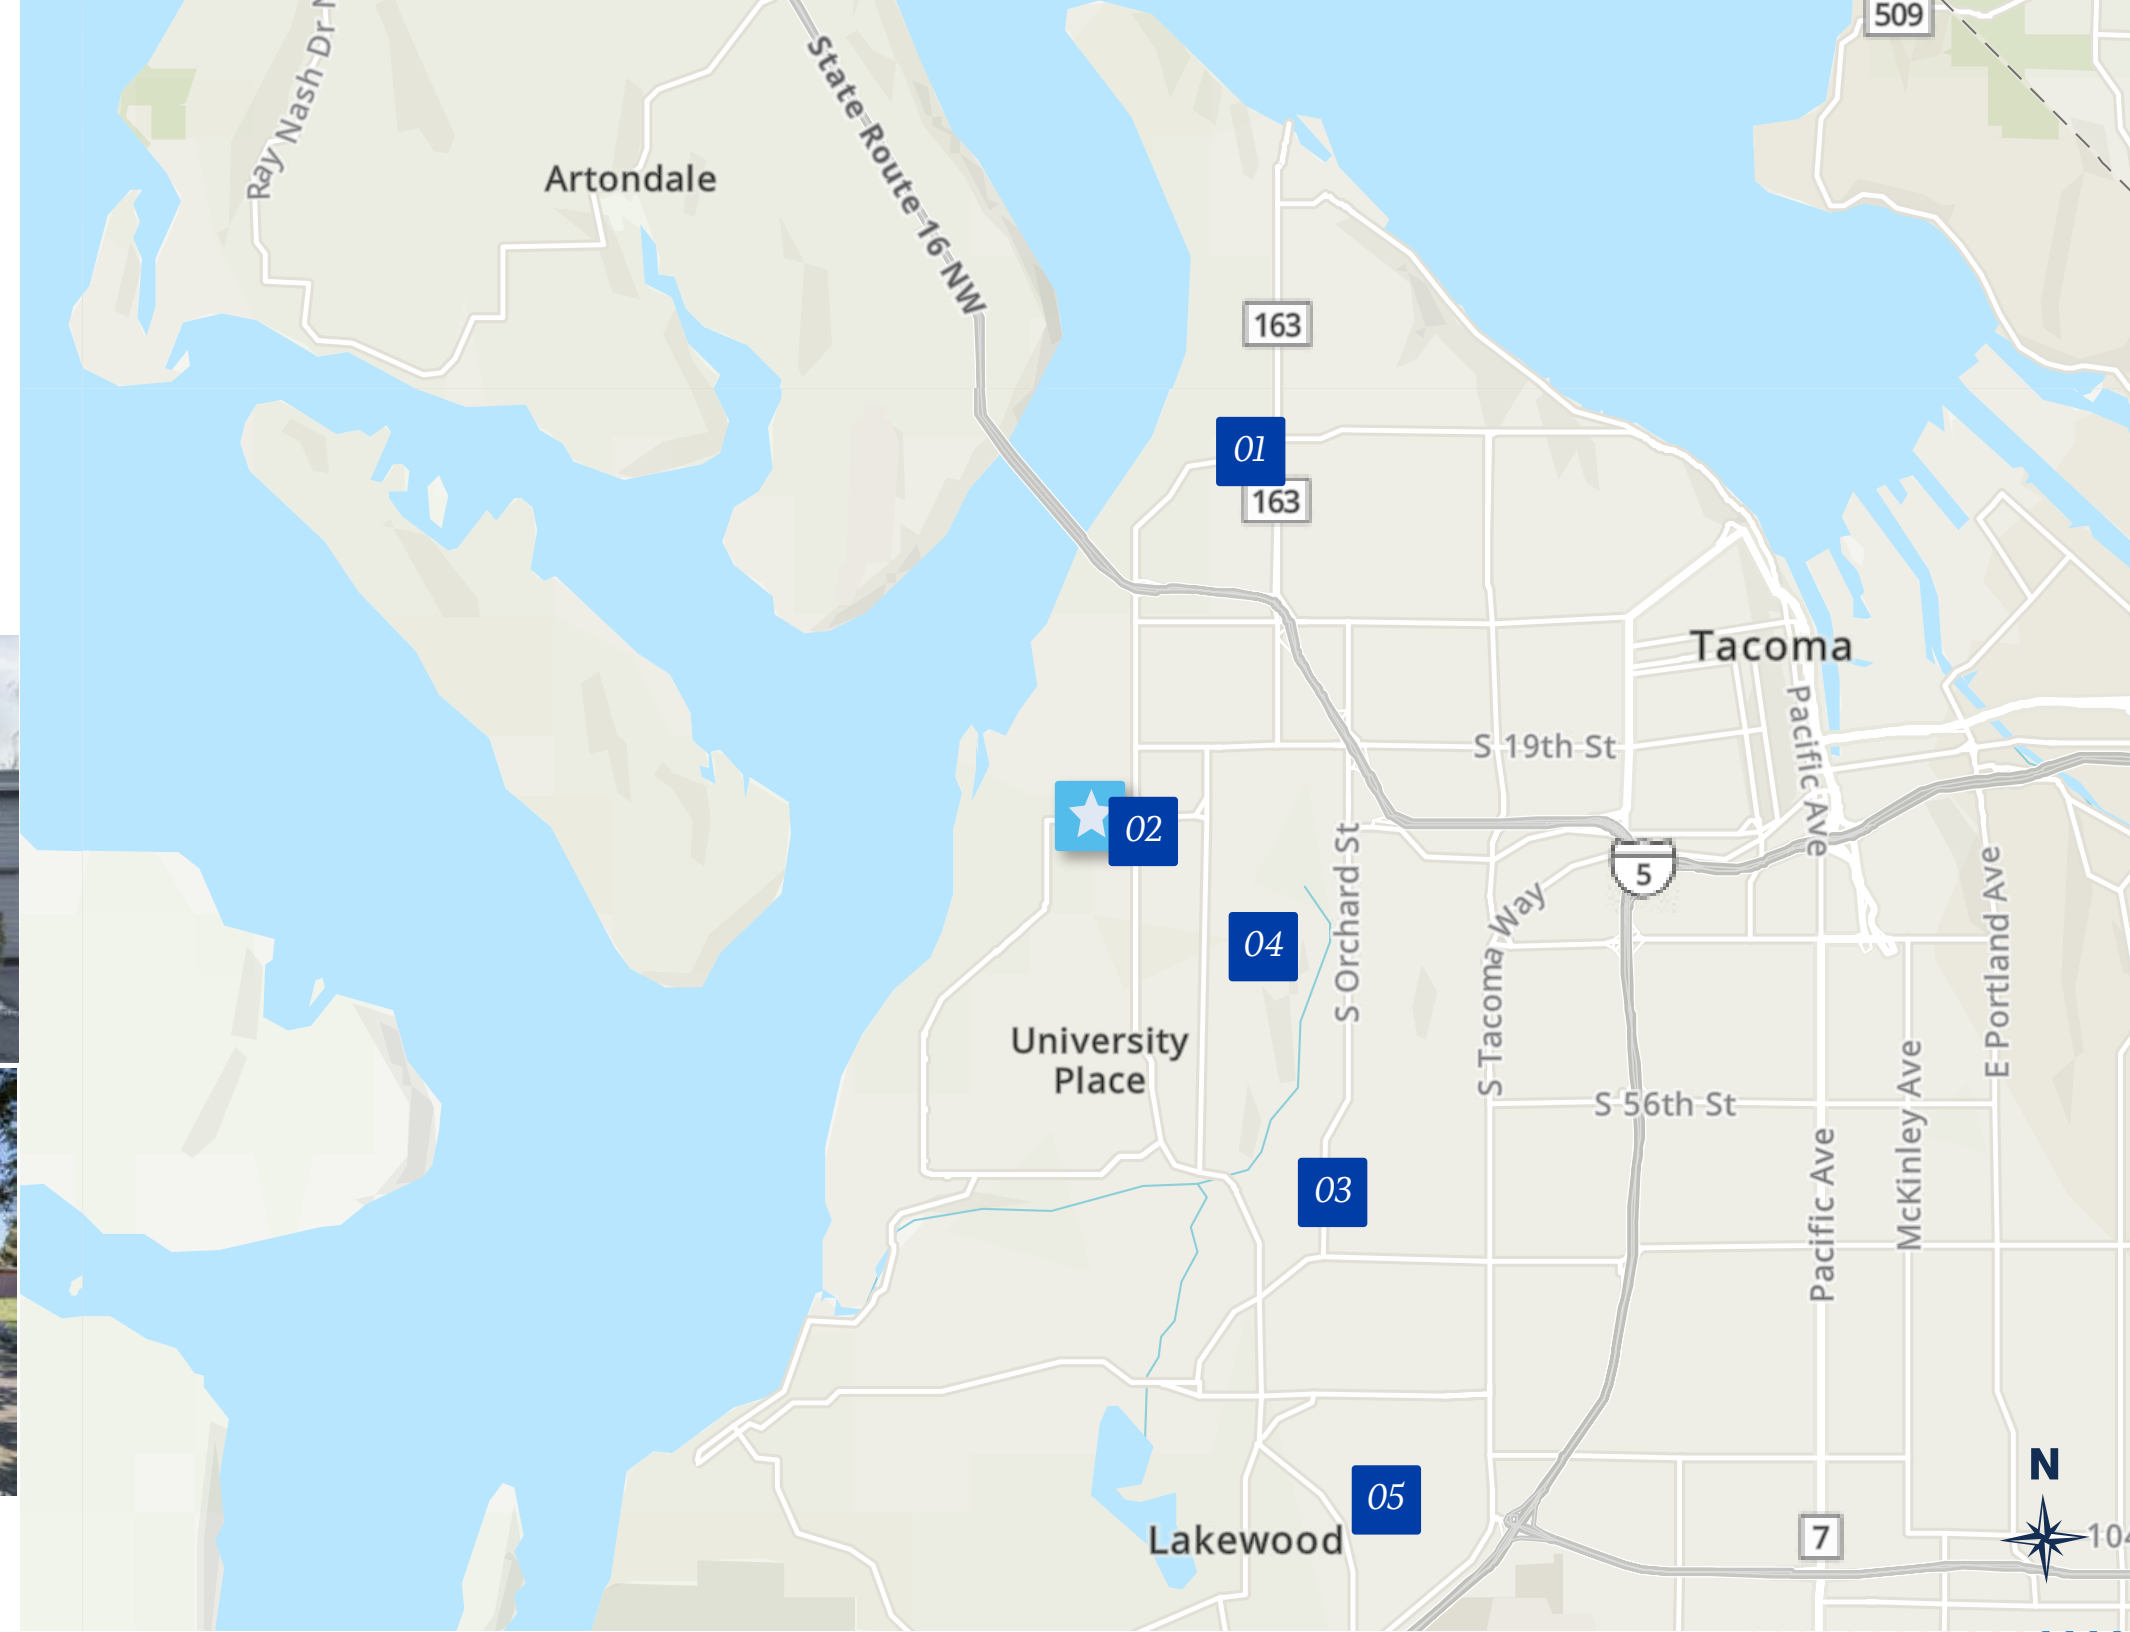 509
Ray Nash Dr
State Route 16 NW
Artondale
163
01
163
Tacoma
Pacific Ave
S 19th St
02
5
S Orchard St
S Tacoma Way
E Portland Ave
04
University
Place
S 56th St
McKinley Ave
Pacific Ave
03
N
05
Lakewood
7
104